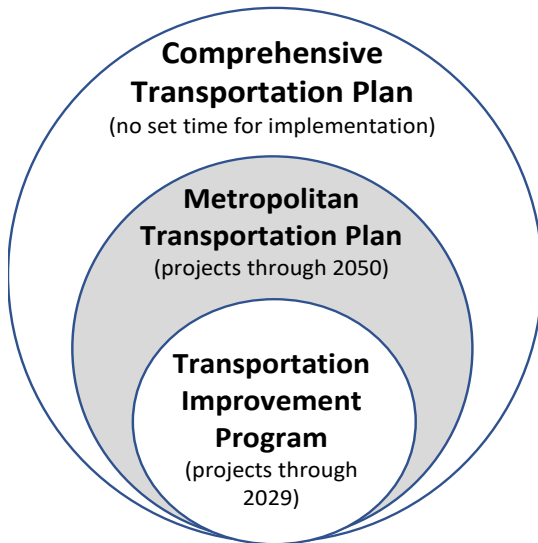 Comprehensive
Transportation Plan
(no set time for implementation)
Metropolitan
Transportation Plan
(projects through 2050)
Transportation
Improvement
Program
(projects through
2029)